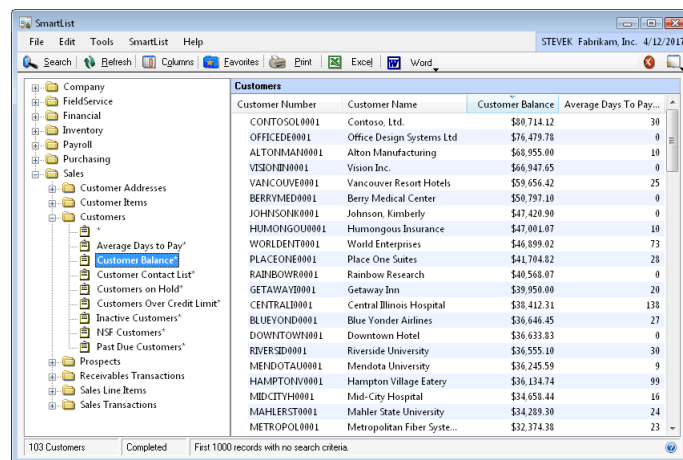 SmartList
File Edit Tools SmartList Help STEVEK Fabrikam, Inc. 4/12/2017
Search Refresh Columns Favorites Print Excel Word
Company
FieldService
Financial
Inventory
Payroll
Purchasing
Sales
Customer Addresses
Customer Items
Customers
*
Average Days to Pay*
Customer Balance*
Customer Contact List*
Customers on Hold*
Customers Over Credit Limit*
Inactive Customers*
NSF Customers*
Past Due Customers*
Prospects
Receivables Transactions
Sales Line Items
Sales Transactions
Customers
Customer Number Customer Name Customer Balance Average Days To Pay...
CONTOSOL0001 Contoso, Ltd. $80,714.12 30
OFFICEDE0001 Office Design Systems Ltd $76,479.78 0
ALTONMAN0001 Alton Manufacturing $68,955.00 10
VISIONIN0001 Vision Inc. $66,947.65 0
VANCOUVE0001 Vancouver Resort Hotels $59,656.42 25
BERRYMED0001 Berry Medical Center $50,797.10 0
JOHNSONK0001 Johnson, Kimberly $47,420.90 0
HUMONGOU0001 Humongous Insurance $47,001.07 10
WORLDENT0001 World Enterprises $46,899.02 73
PLACEONE0001 Place One Suites $41,704.82 28
RAINBOWR0001 Rainbow Research $40,568.07 0
GETAWAYI0001 Getaway Inn $39,950.00 20
CENTRALI0001 Central Illinois Hospital $38,412.31 138
BLUEYOND0001 Blue Yonder Airlines $36,646.45 27
DOWNTOWN001 Downtown Hotel $36,633.83 0
RIVERSID0001 Riverside University $36,555.10 30
MENDOTAU0001 Mendota University $36,245.59 9
HAMPTONV0001 Hampton Village Eatery $36,134.74 99
MIDCITYH0001 Mid-City Hospital $34,658.44 16
MAHLERST0001 Mahler State University $34,289.30 24
METROPOL0001 Metropolitan Fiber Syste... $32,374.38 23
103 Customers Completed First 1000 records with no search criteria.